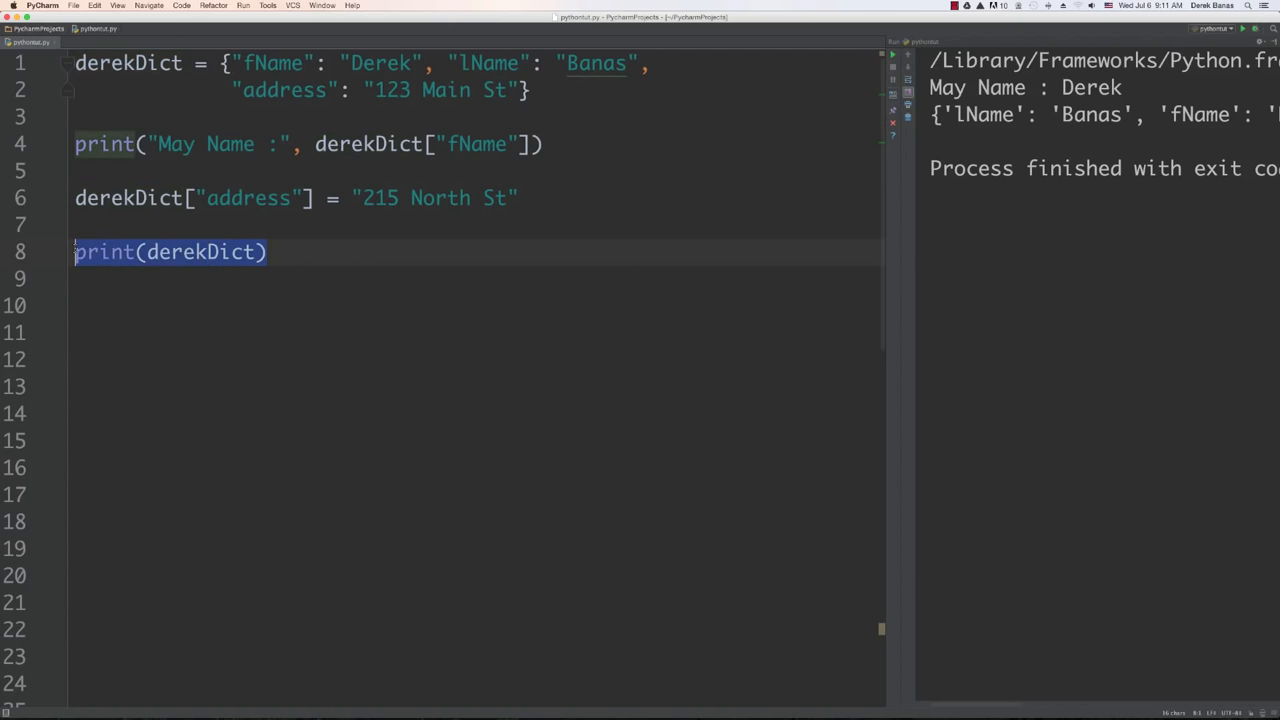 PyCharm File Edit View Navigate Code Refactor Run Tools VCS Window Help
10 Wed Jul 6 9:11 AM Derek Banas
pythontut.py - PycharmProjects - [~/PycharmProjects]
PycharmProjects pythontut.py
pythontut
pythontut.py
Run pythontut
1 derekDict = {"fName": "Derek", "lName": "Banas",
2 "address": "123 Main St"}
3
4 print("May Name :", derekDict["fName"])
5
6 derekDict["address"] = "215 North St"
7
8 print(derekDict)
9
10
11
12
13
14
15
16
17
18
19
20
21
22
23
24
/Library/Frameworks/Python.fra
May Name : Derek
{'lName': 'Banas', 'fName': '
Process finished with exit co
16 chars 8:1 LF÷ UTF-8÷